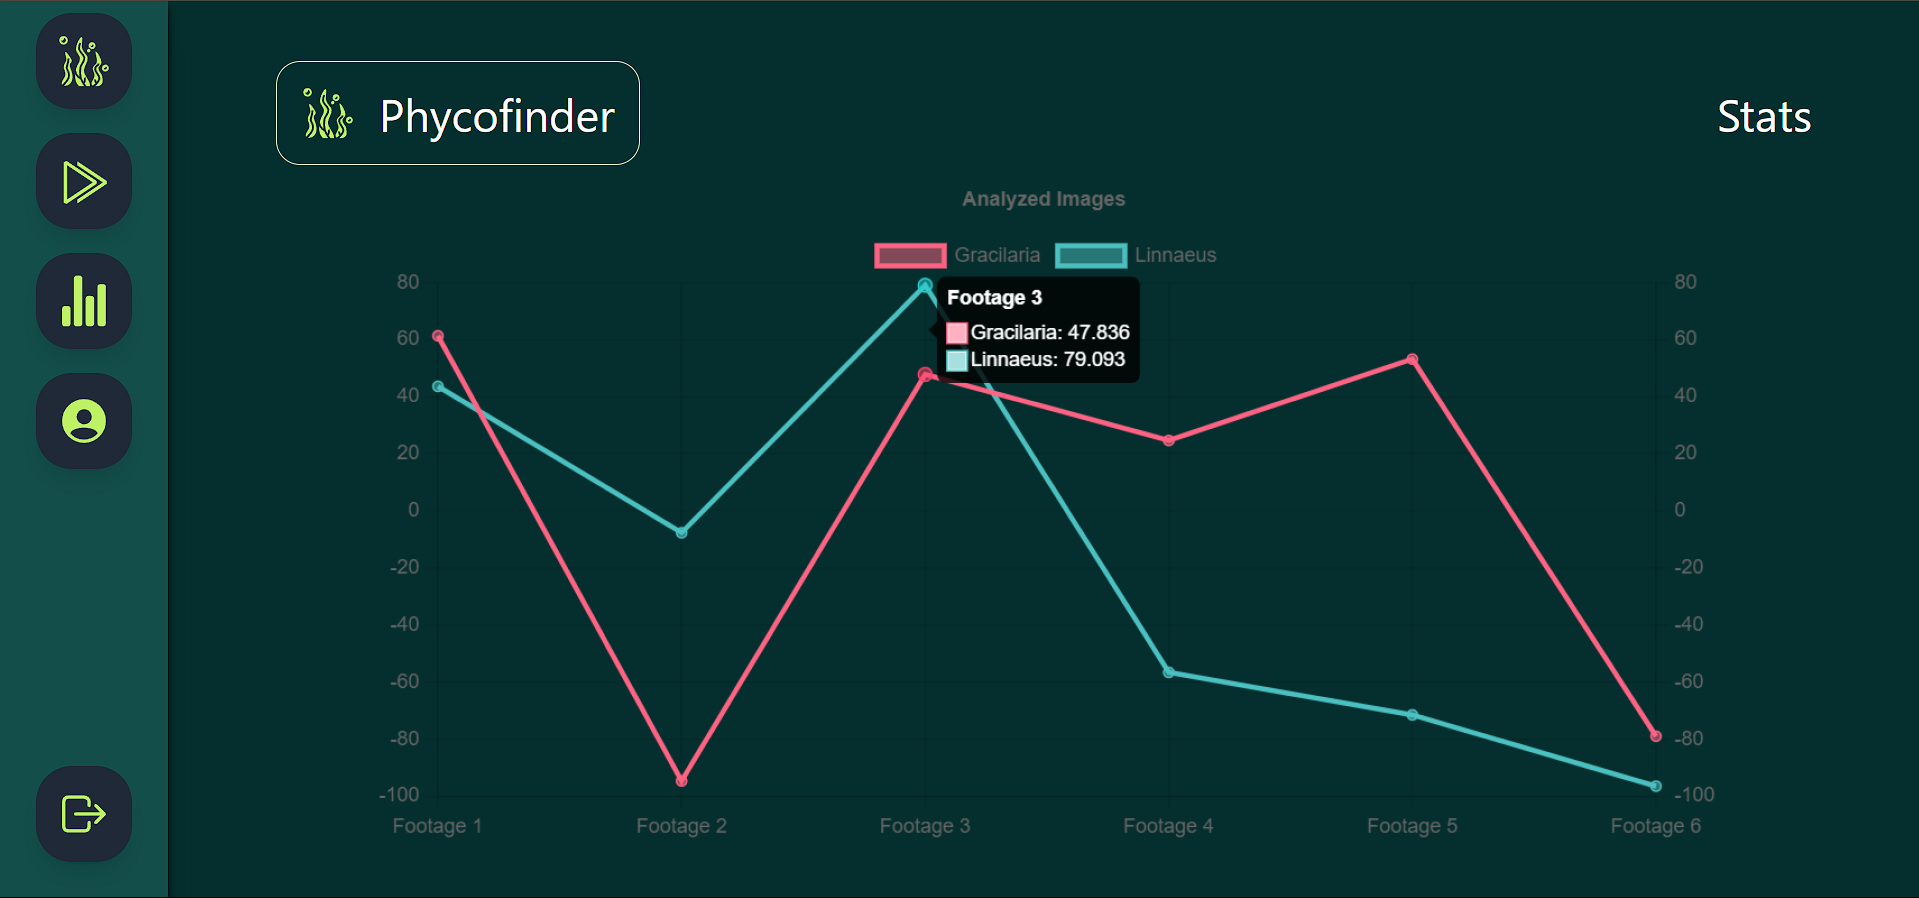 Phycofinder
Stats
Analyzed Images
Gracilaria Linnaeus
80 80
Footage 3
Gracilaria: 47.836
60 60
Linnaeus: 79.093
40 40
20 20
0 0
-20 -20
-40 -40
-60 -60
-80 -80
-100 -100
Footage 1 Footage 2 Footage 3 Footage 4 Footage 5 Footage 6